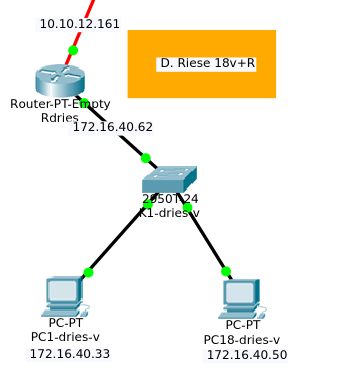 10.10.12.161
D. Riese 18v+R
Router-PT-Empty
Rdries
172.16.40.62
2950T-24
K1-dries-v
PC-PT
PC1-dries-v
172.16.40.33
PC-PT
PC18-dries-v
172.16.40.50